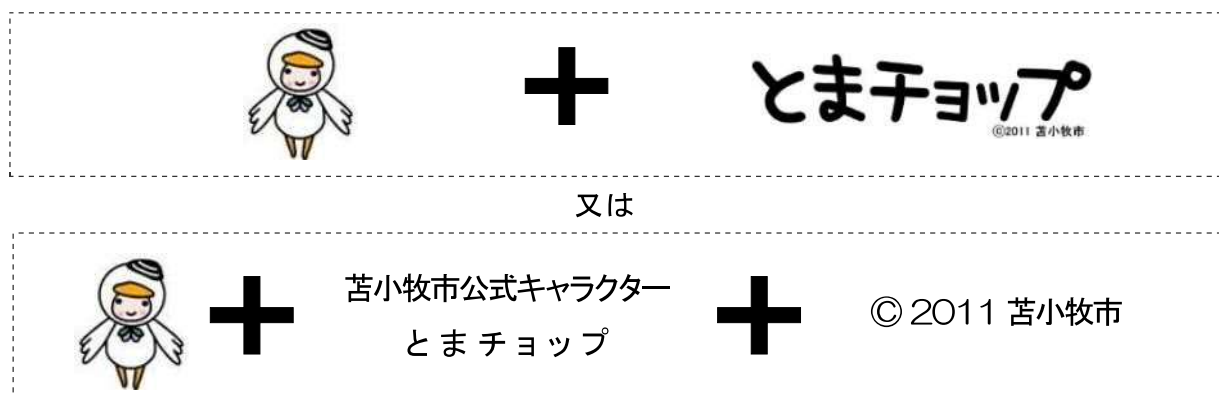 とまチョップ
©2011 苫小牧市
又は
苫小牧市公式キャラクター
とまチョップ
© 2011 苫小牧市